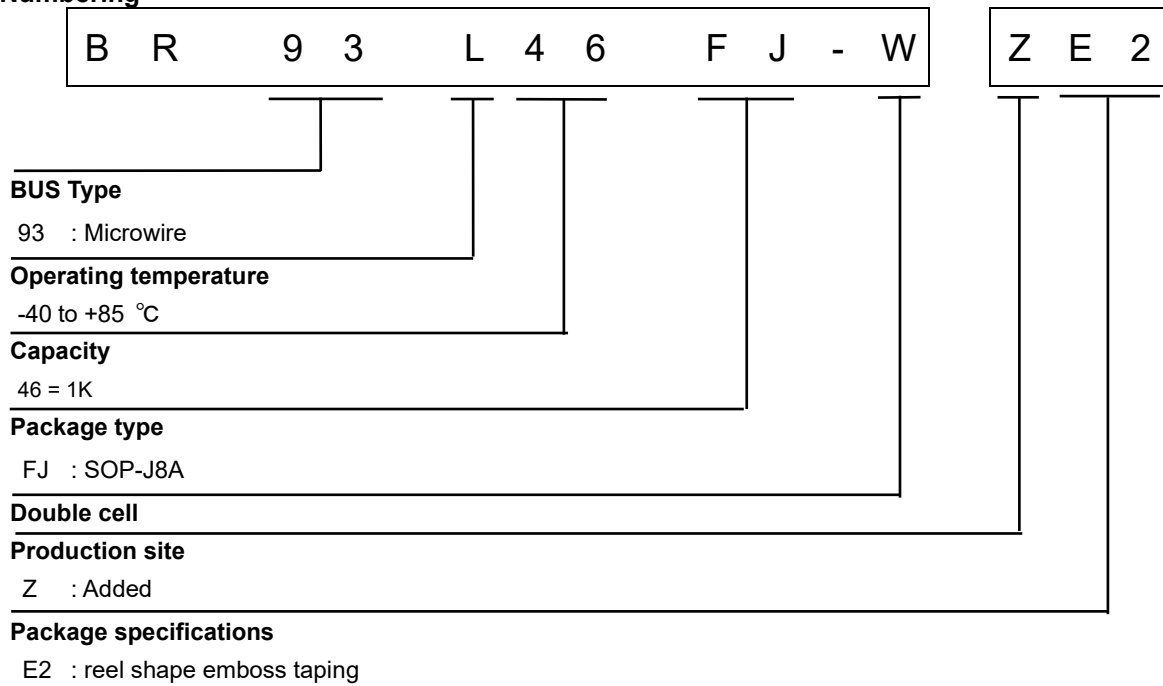 Numbering
B R 9 3 L 4 6 F J - W Z E 2
BUS Type
93 : Microwire
Operating temperature
-40 to +85 ℃
Capacity
46 = 1K
Package type
FJ : SOP-J8A
Double cell
Production site
Z : Added
Package specifications
E2 : reel shape emboss taping